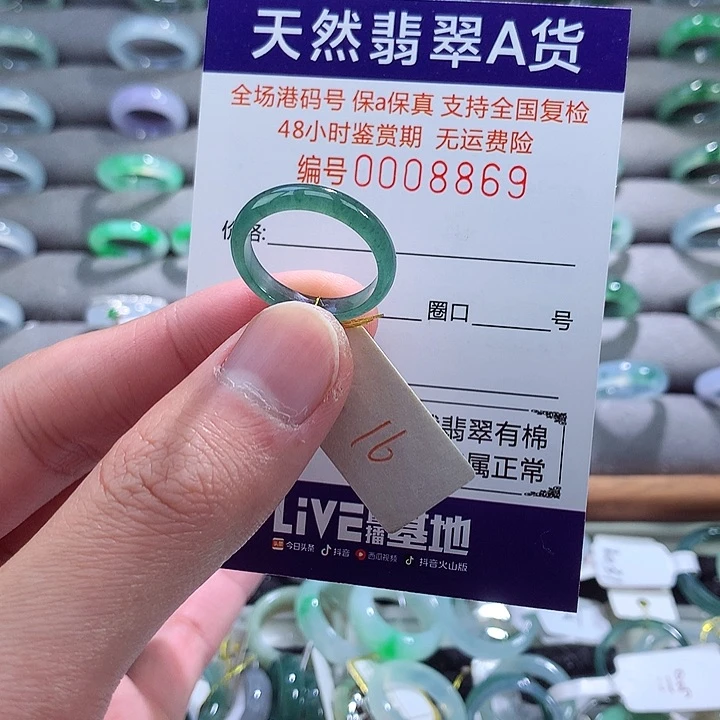 天然翡翠A货
全场港码号 保a保真 支持全国复检
48小时鉴赏期 无运费险
编号0008869
价格:
圈口 号
16
翡翠有棉
属正常
LiVE直播基地
头条 今日头条 抖音 西瓜视频 抖音火山版